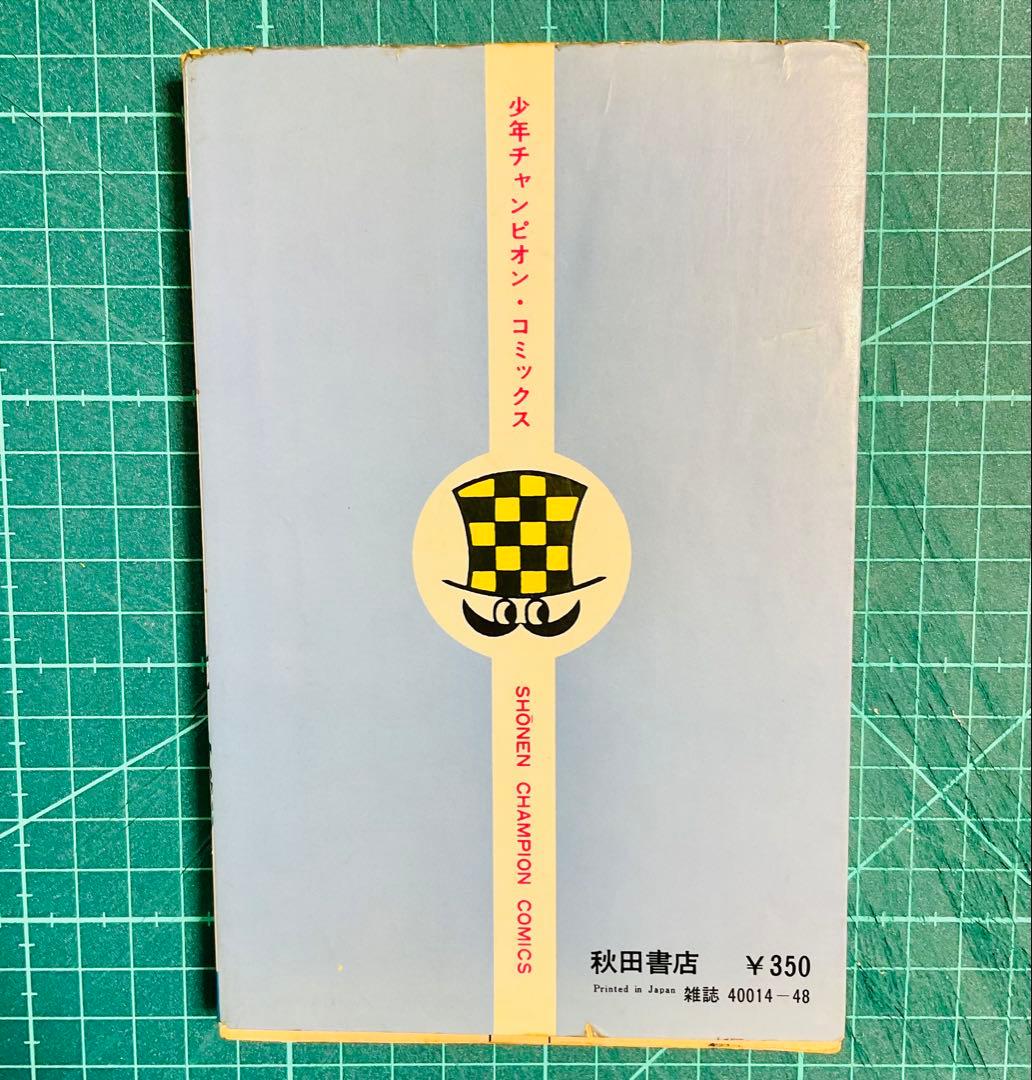 少年チャンピオン・コミックス
SHŌNEN CHAMPION COMICS
秋田書店 ￥350
Printed in Japan 雑誌 40014-48